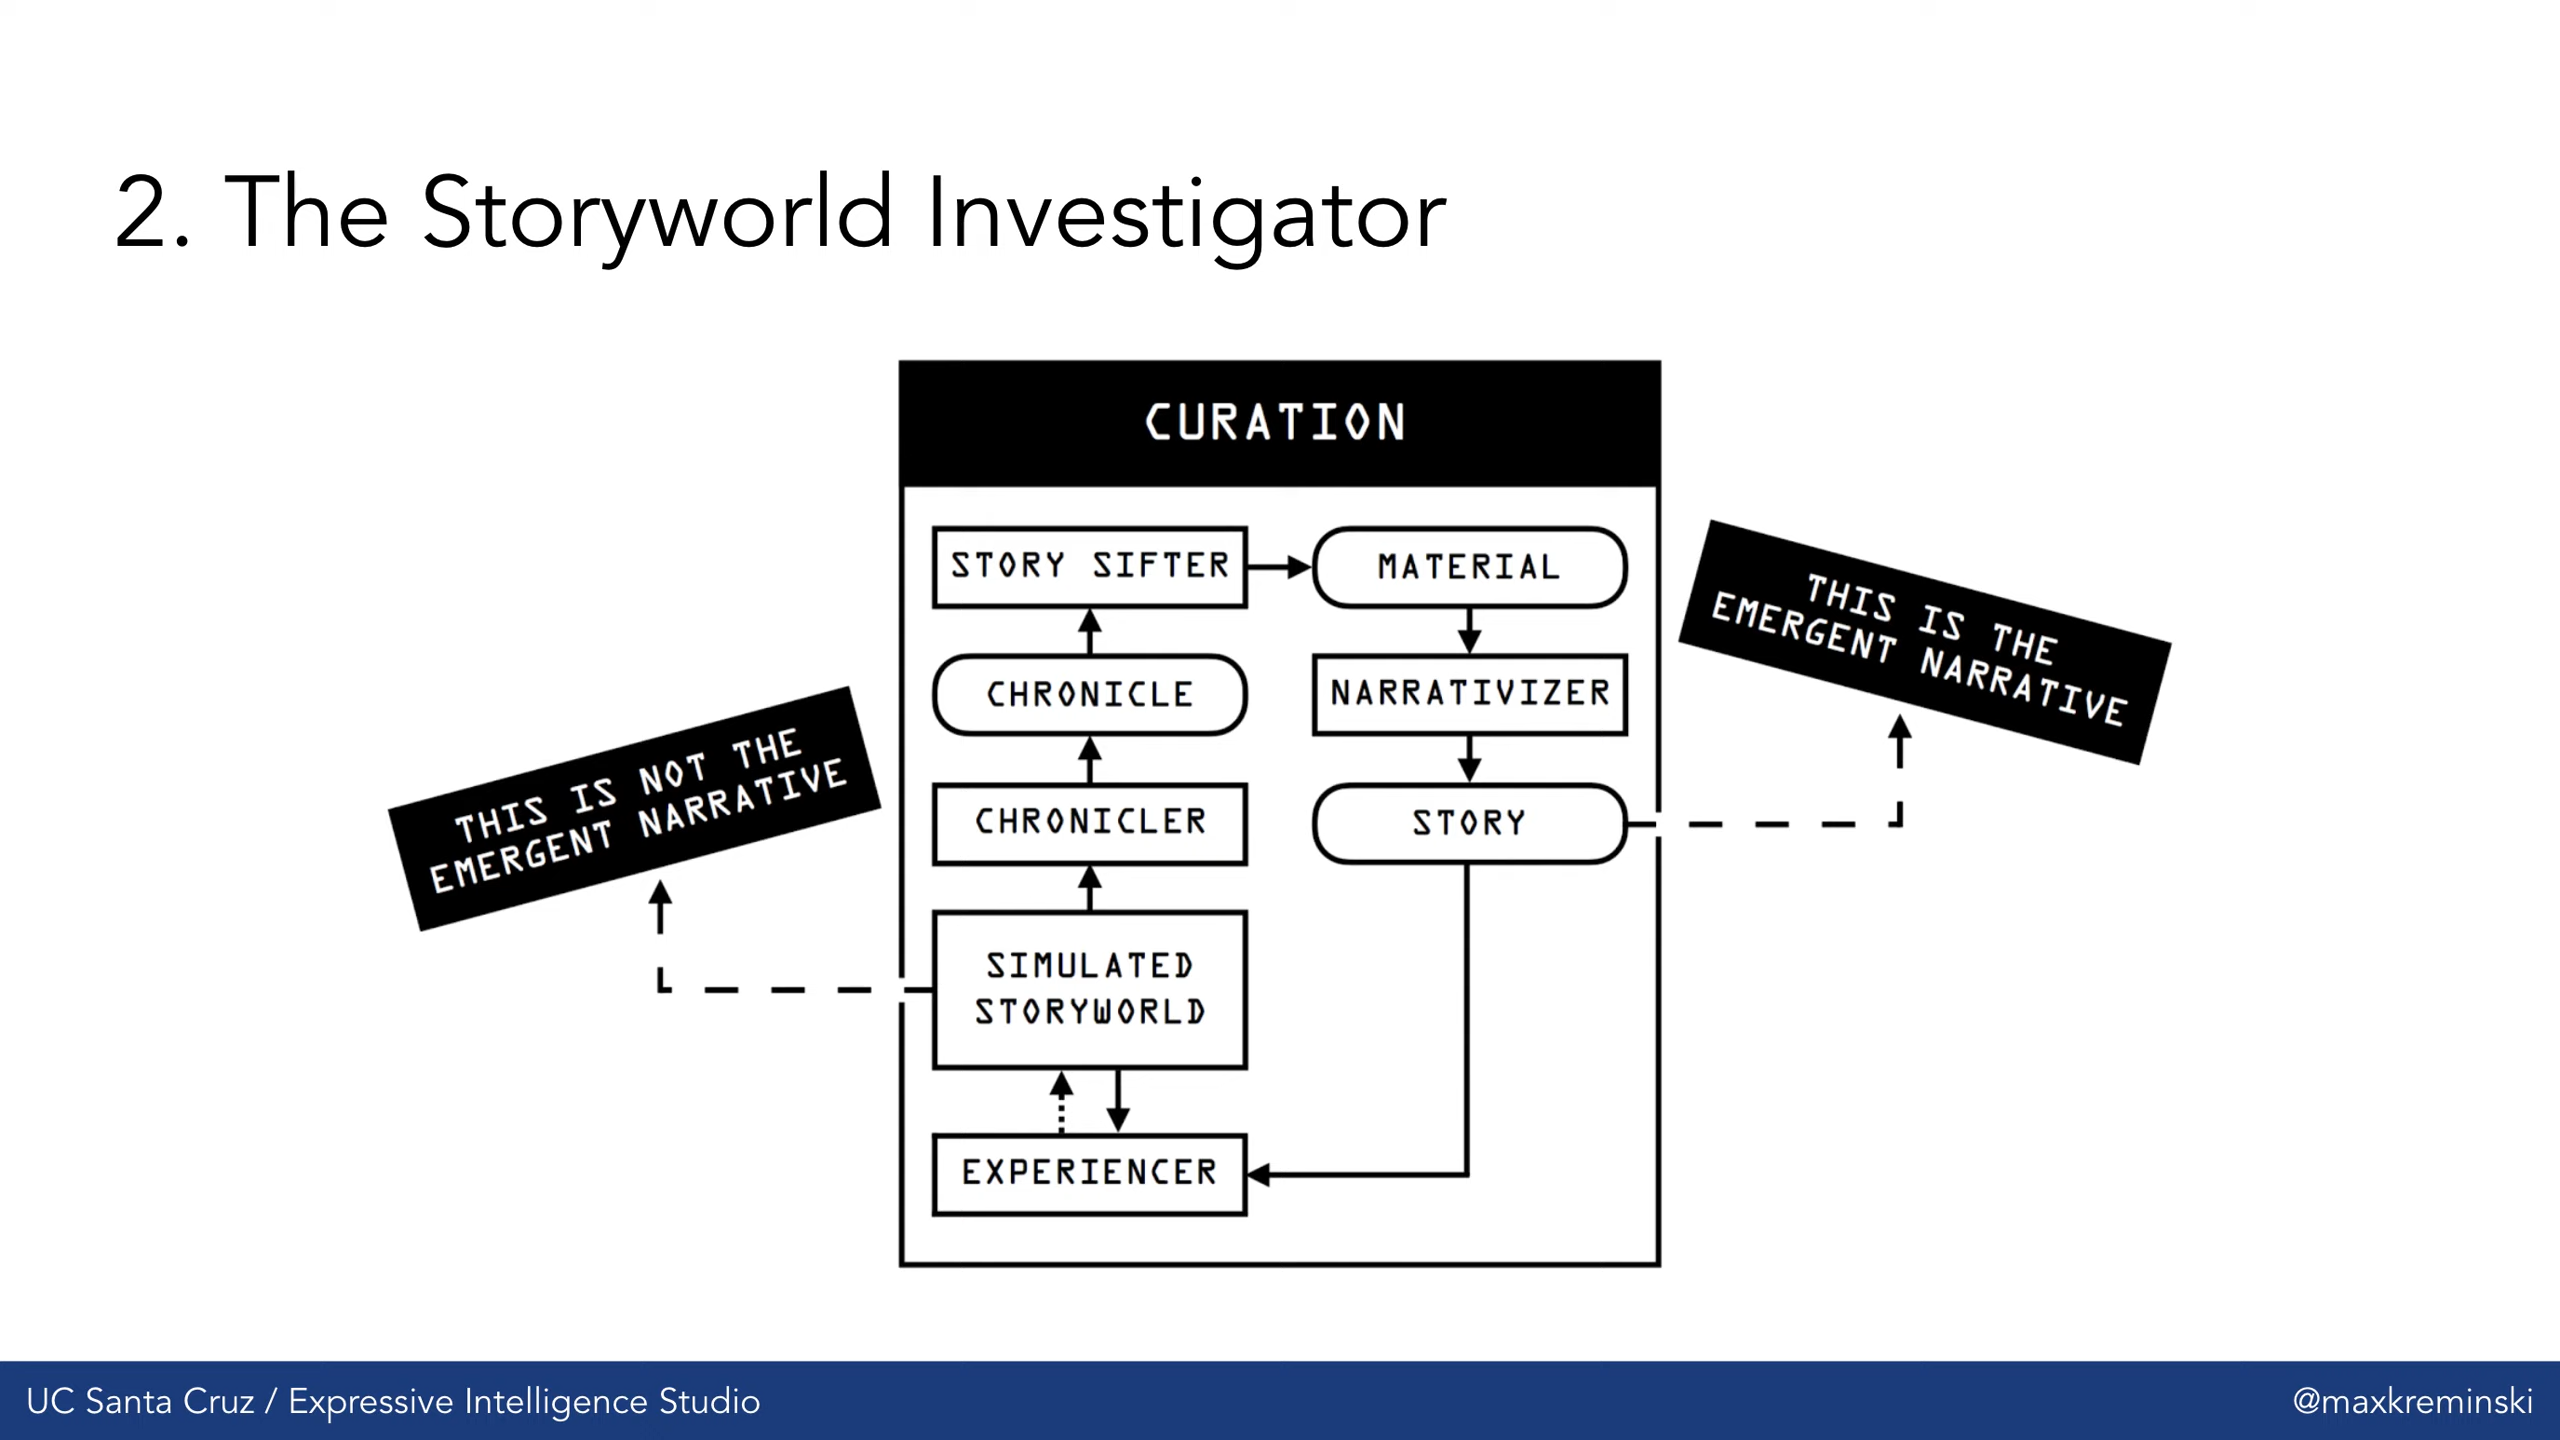 2. The Storyworld Investigator
CURATION
STORY SIFTER
MATERIAL
CHRONICLE
NARRATIVIZER
CHRONICLER
STORY
SIMULATED
STORYWORLD
EXPERIENCER
THIS IS NOT THE
EMERGENT NARRATIVE
THIS IS THE
EMERGENT NARRATIVE
UC Santa Cruz / Expressive Intelligence Studio
@maxkreminski